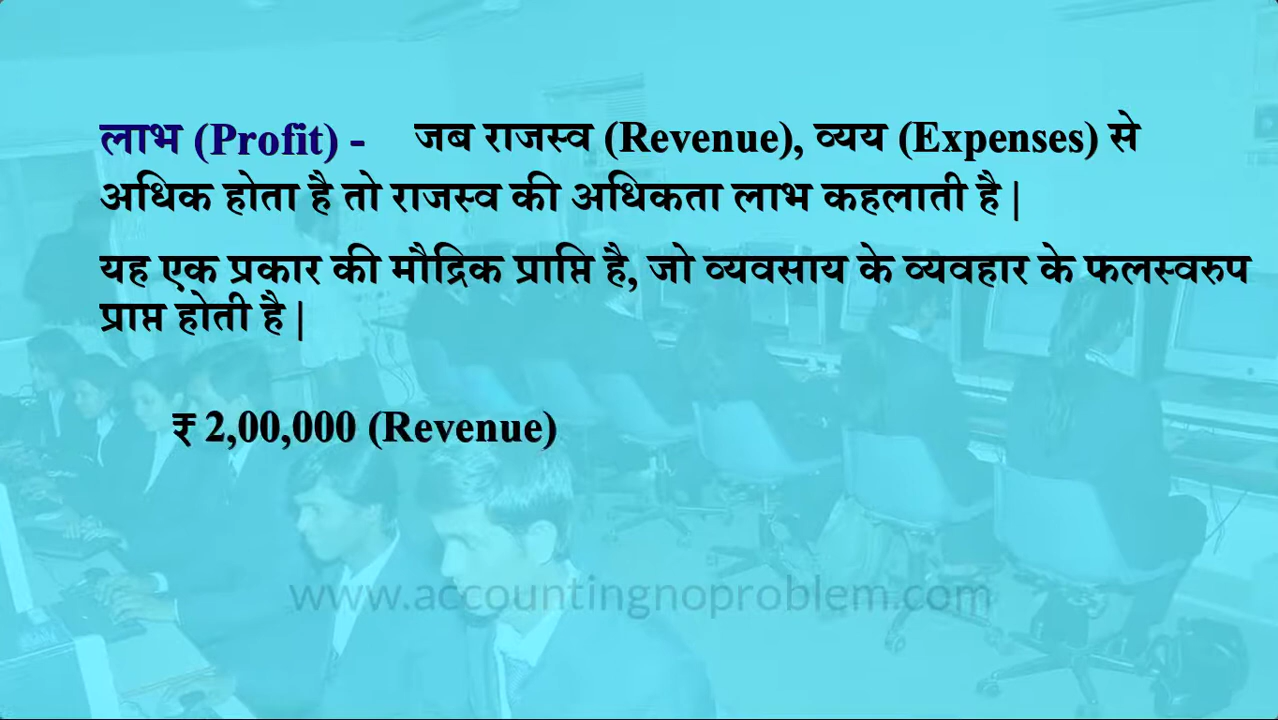 लाभ (Profit) - जब राजस्व (Revenue), व्यय (Expenses) से
अधिक होता है तो राजस्व की अधिकता लाभ कहलाती है |
यह एक प्रकार की मौद्रिक प्राप्ति है, जो व्यवसाय के व्यवहार के फलस्वरुप
प्राप्त होती है |
₹ 2,00,000 (Revenue)
www.accountingnoproblem.com